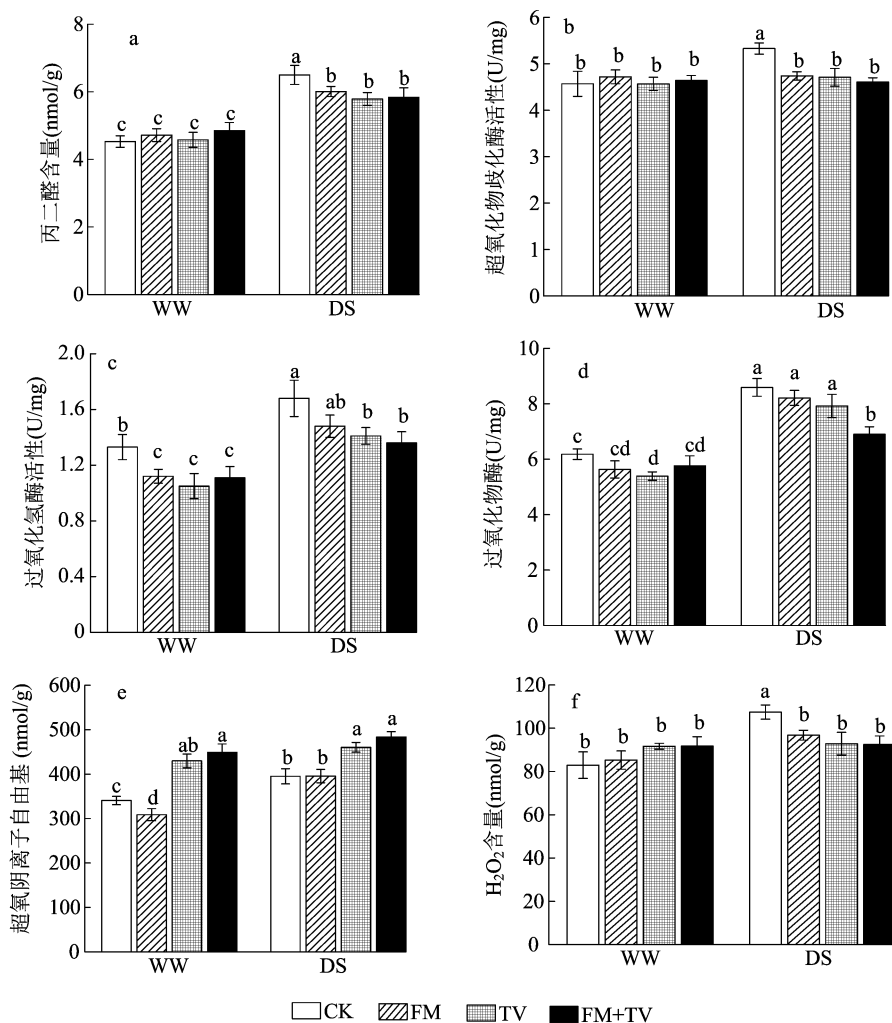 a
丙二醛含量(nmol/g)
8
6
4
2
0
c c c c
a b b b
WW DS
b
超氧化物歧化酶活性(U/mg)
6
5
4
3
2
1
0
b b b b
a b b b
WW DS
c
过氧化氢酶活性(U/mg)
2.0
1.6
1.2
0.8
0.4
0
b c c c
a ab b b
WW DS
d
过氧化物酶(U/mg)
10
8
6
4
2
0
c cd d cd
a a a b
WW DS
e
超氧阴离子自由基 (nmol/g)
600
500
400
300
200
100
0
c d ab a
b b a a
WW DS
f
H₂O₂含量(nmol/g)
120
100
80
60
40
20
0
b b b b
a b b b
WW DS
CK FM TV FM+TV